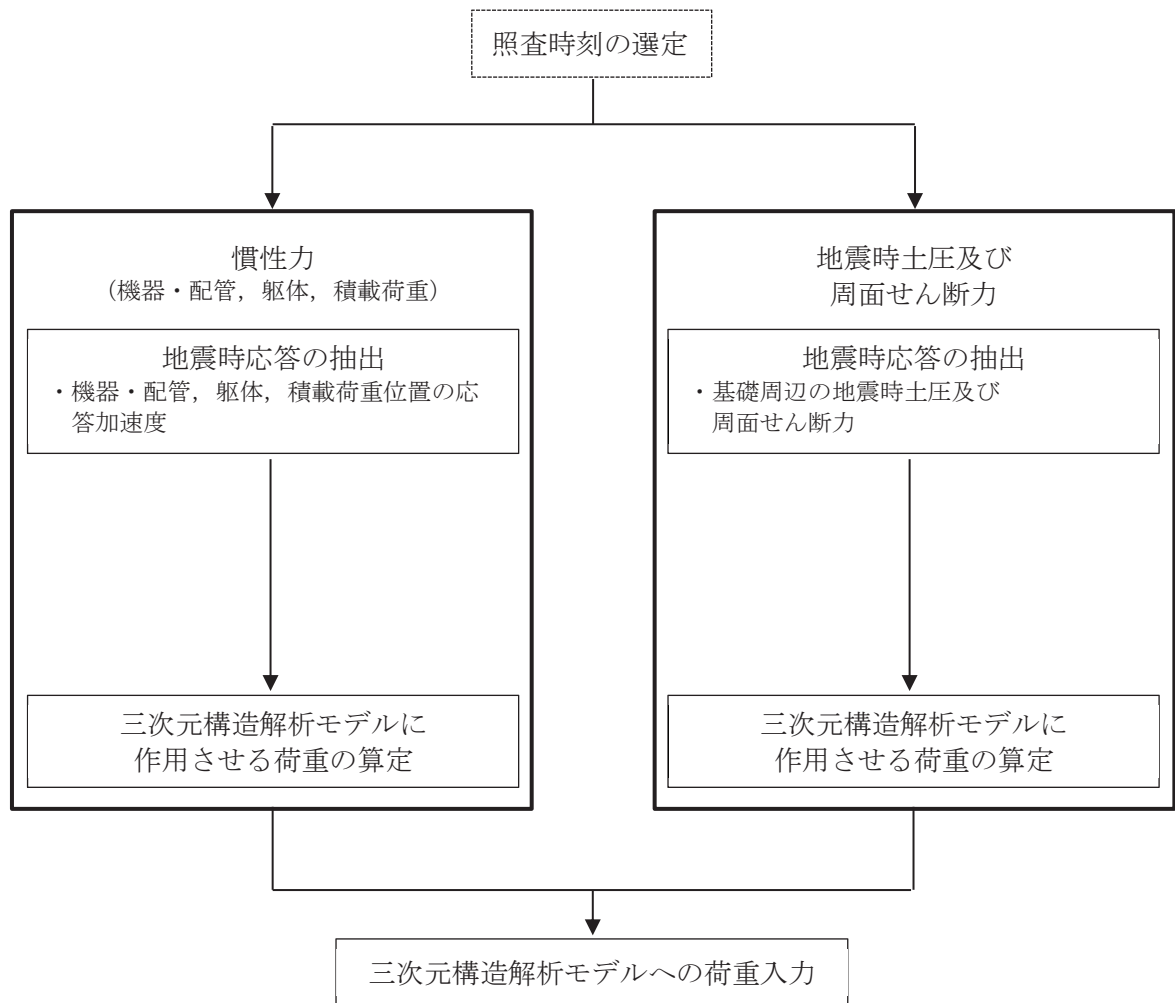 照査時刻の選定
慣性力
（機器・配管，躯体，積載荷重）
地震時応答の抽出
・機器・配管，躯体，積載荷重位置の応
答加速度
三次元構造解析モデルに
作用させる荷重の算定
地震時土圧及び
周面せん断力
地震時応答の抽出
・基礎周辺の地震時土圧及び
周面せん断力
三次元構造解析モデルに
作用させる荷重の算定
三次元構造解析モデルへの荷重入力